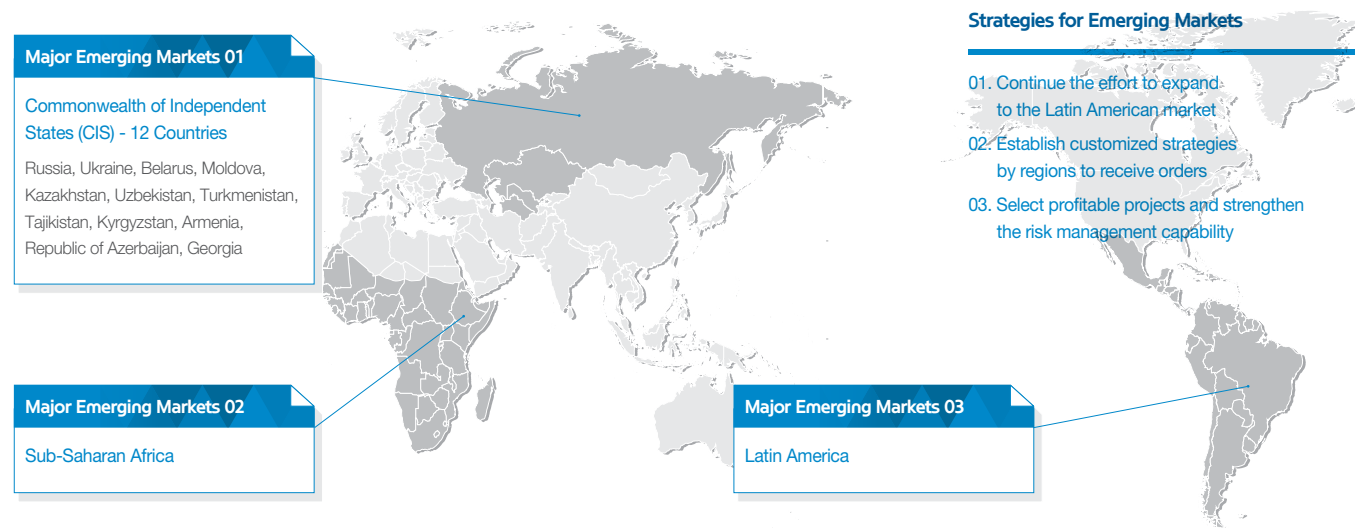 Major Emerging Markets 01
Commonwealth of Independent
States (CIS) - 12 Countries
Russia, Ukraine, Belarus, Moldova,
Kazakhstan, Uzbekistan, Turkmenistan,
Tajikistan, Kyrgyzstan, Armenia,
Republic of Azerbaijan, Georgia
Major Emerging Markets 02
Sub-Saharan Africa
Major Emerging Markets 03
Latin America
Strategies for Emerging Markets
01. Continue the effort to expand
to the Latin American market
02. Establish customized strategies
by regions to receive orders
03. Select profitable projects and strengthen
the risk management capability